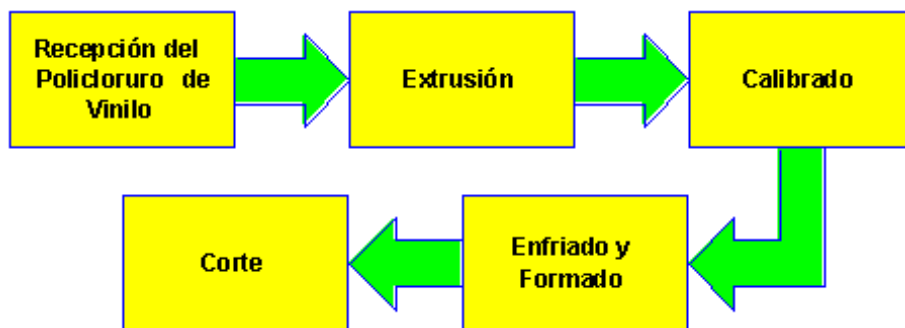 Recepción del
Policloruro de
Vinilo
Extrusión
Calibrado
Enfriado y
Formado
Corte